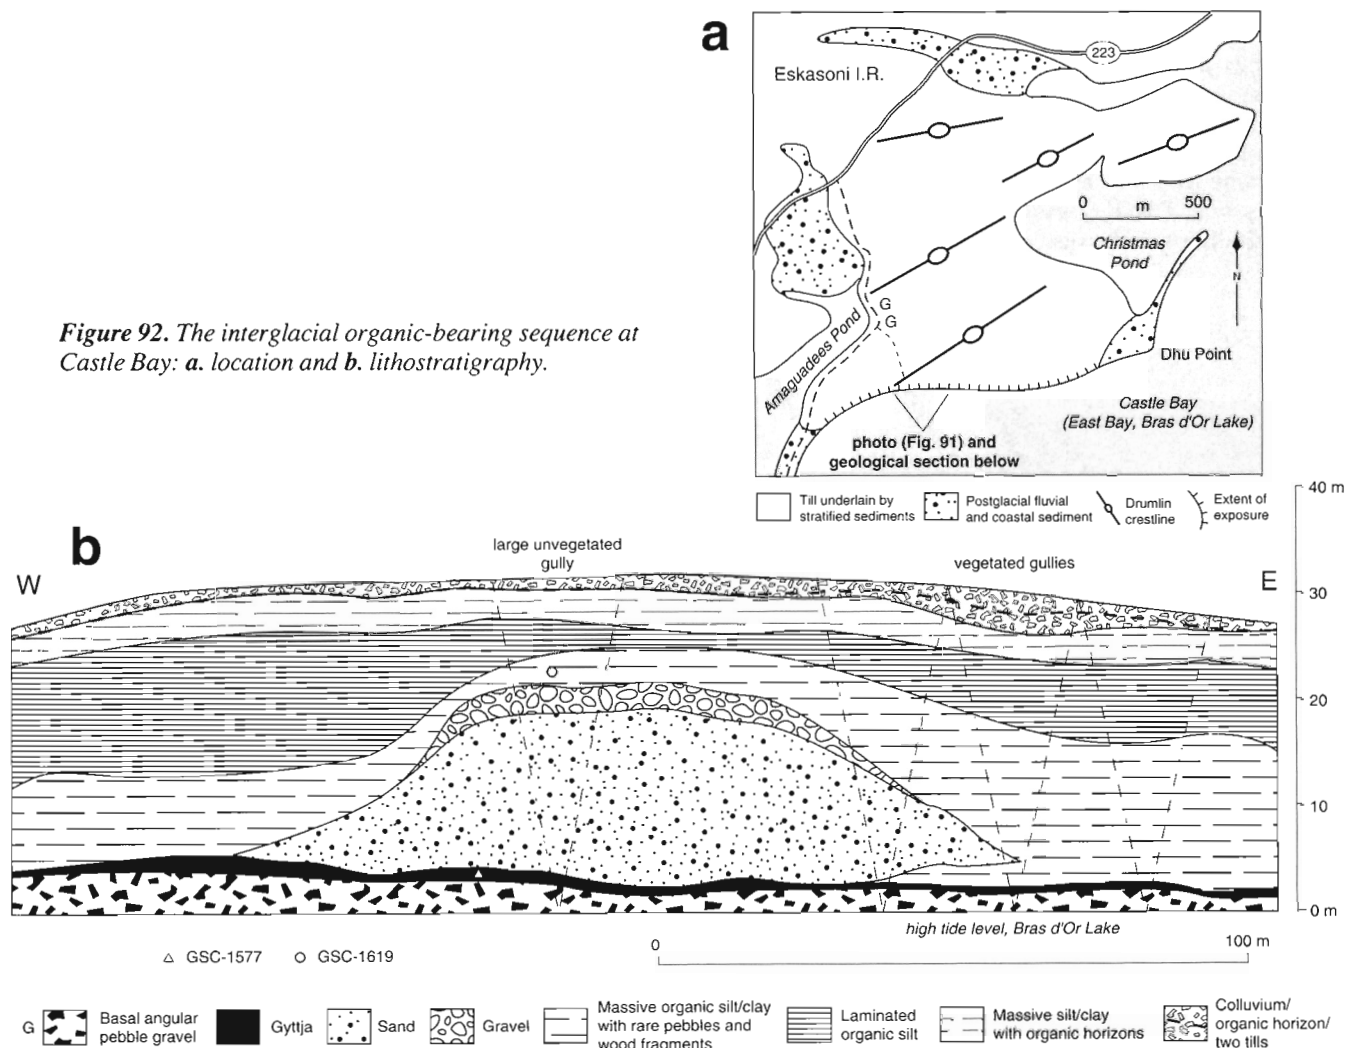 a
223
Eskasoni I.R.
0 m 500
Christmas
Pond
N
G
G
Amaguadees Pond
Dhu Point
Castle Bay
(East Bay, Bras d'Or Lake)
photo (Fig. 91) and
geological section below
Till underlain by
stratified sediments
Postglacial fluvial
and coastal sediment
Drumlin
crestline
Extent of
exposure
Figure 92. The interglacial organic-bearing sequence at
Castle Bay: a. location and b. lithostratigraphy.
b
W
large unvegetated
gully
vegetated gullies
E
40 m
30
20
10
0 m
high tide level, Bras d'Or Lake
GSC-1577
GSC-1619
0
100 m
G
Basal angular
pebble gravel
Gyttja
Sand
Gravel
Massive organic silt/clay
with rare pebbles and
wood fragments
Laminated
organic silt
Massive silt/clay
with organic horizons
Colluvium/
organic horizon/
two tills